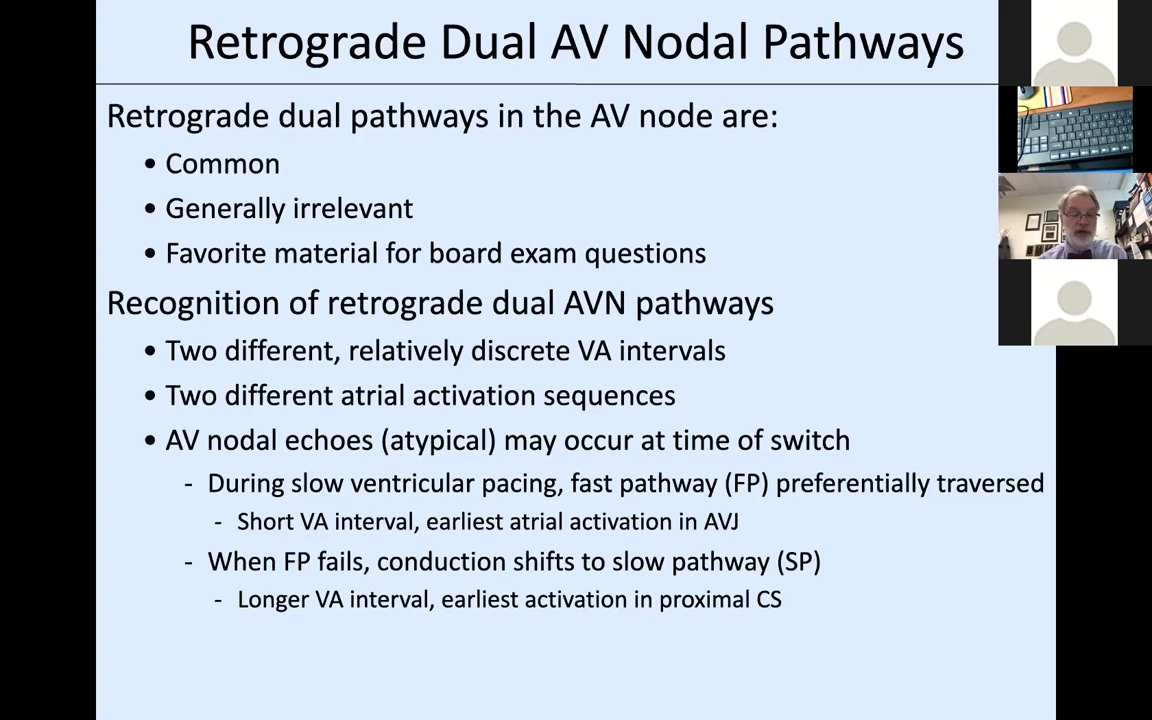 Retrograde Dual AV Nodal Pathways
Retrograde dual pathways in the AV node are:
• Common
• Generally irrelevant
• Favorite material for board exam questions
Recognition of retrograde dual AVN pathways
• Two different, relatively discrete VA intervals
• Two different atrial activation sequences
• AV nodal echoes (atypical) may occur at time of switch
- During slow ventricular pacing, fast pathway (FP) preferentially traversed
- Short VA interval, earliest atrial activation in AVJ
- When FP fails, conduction shifts to slow pathway (SP)
- Longer VA interval, earliest activation in proximal CS